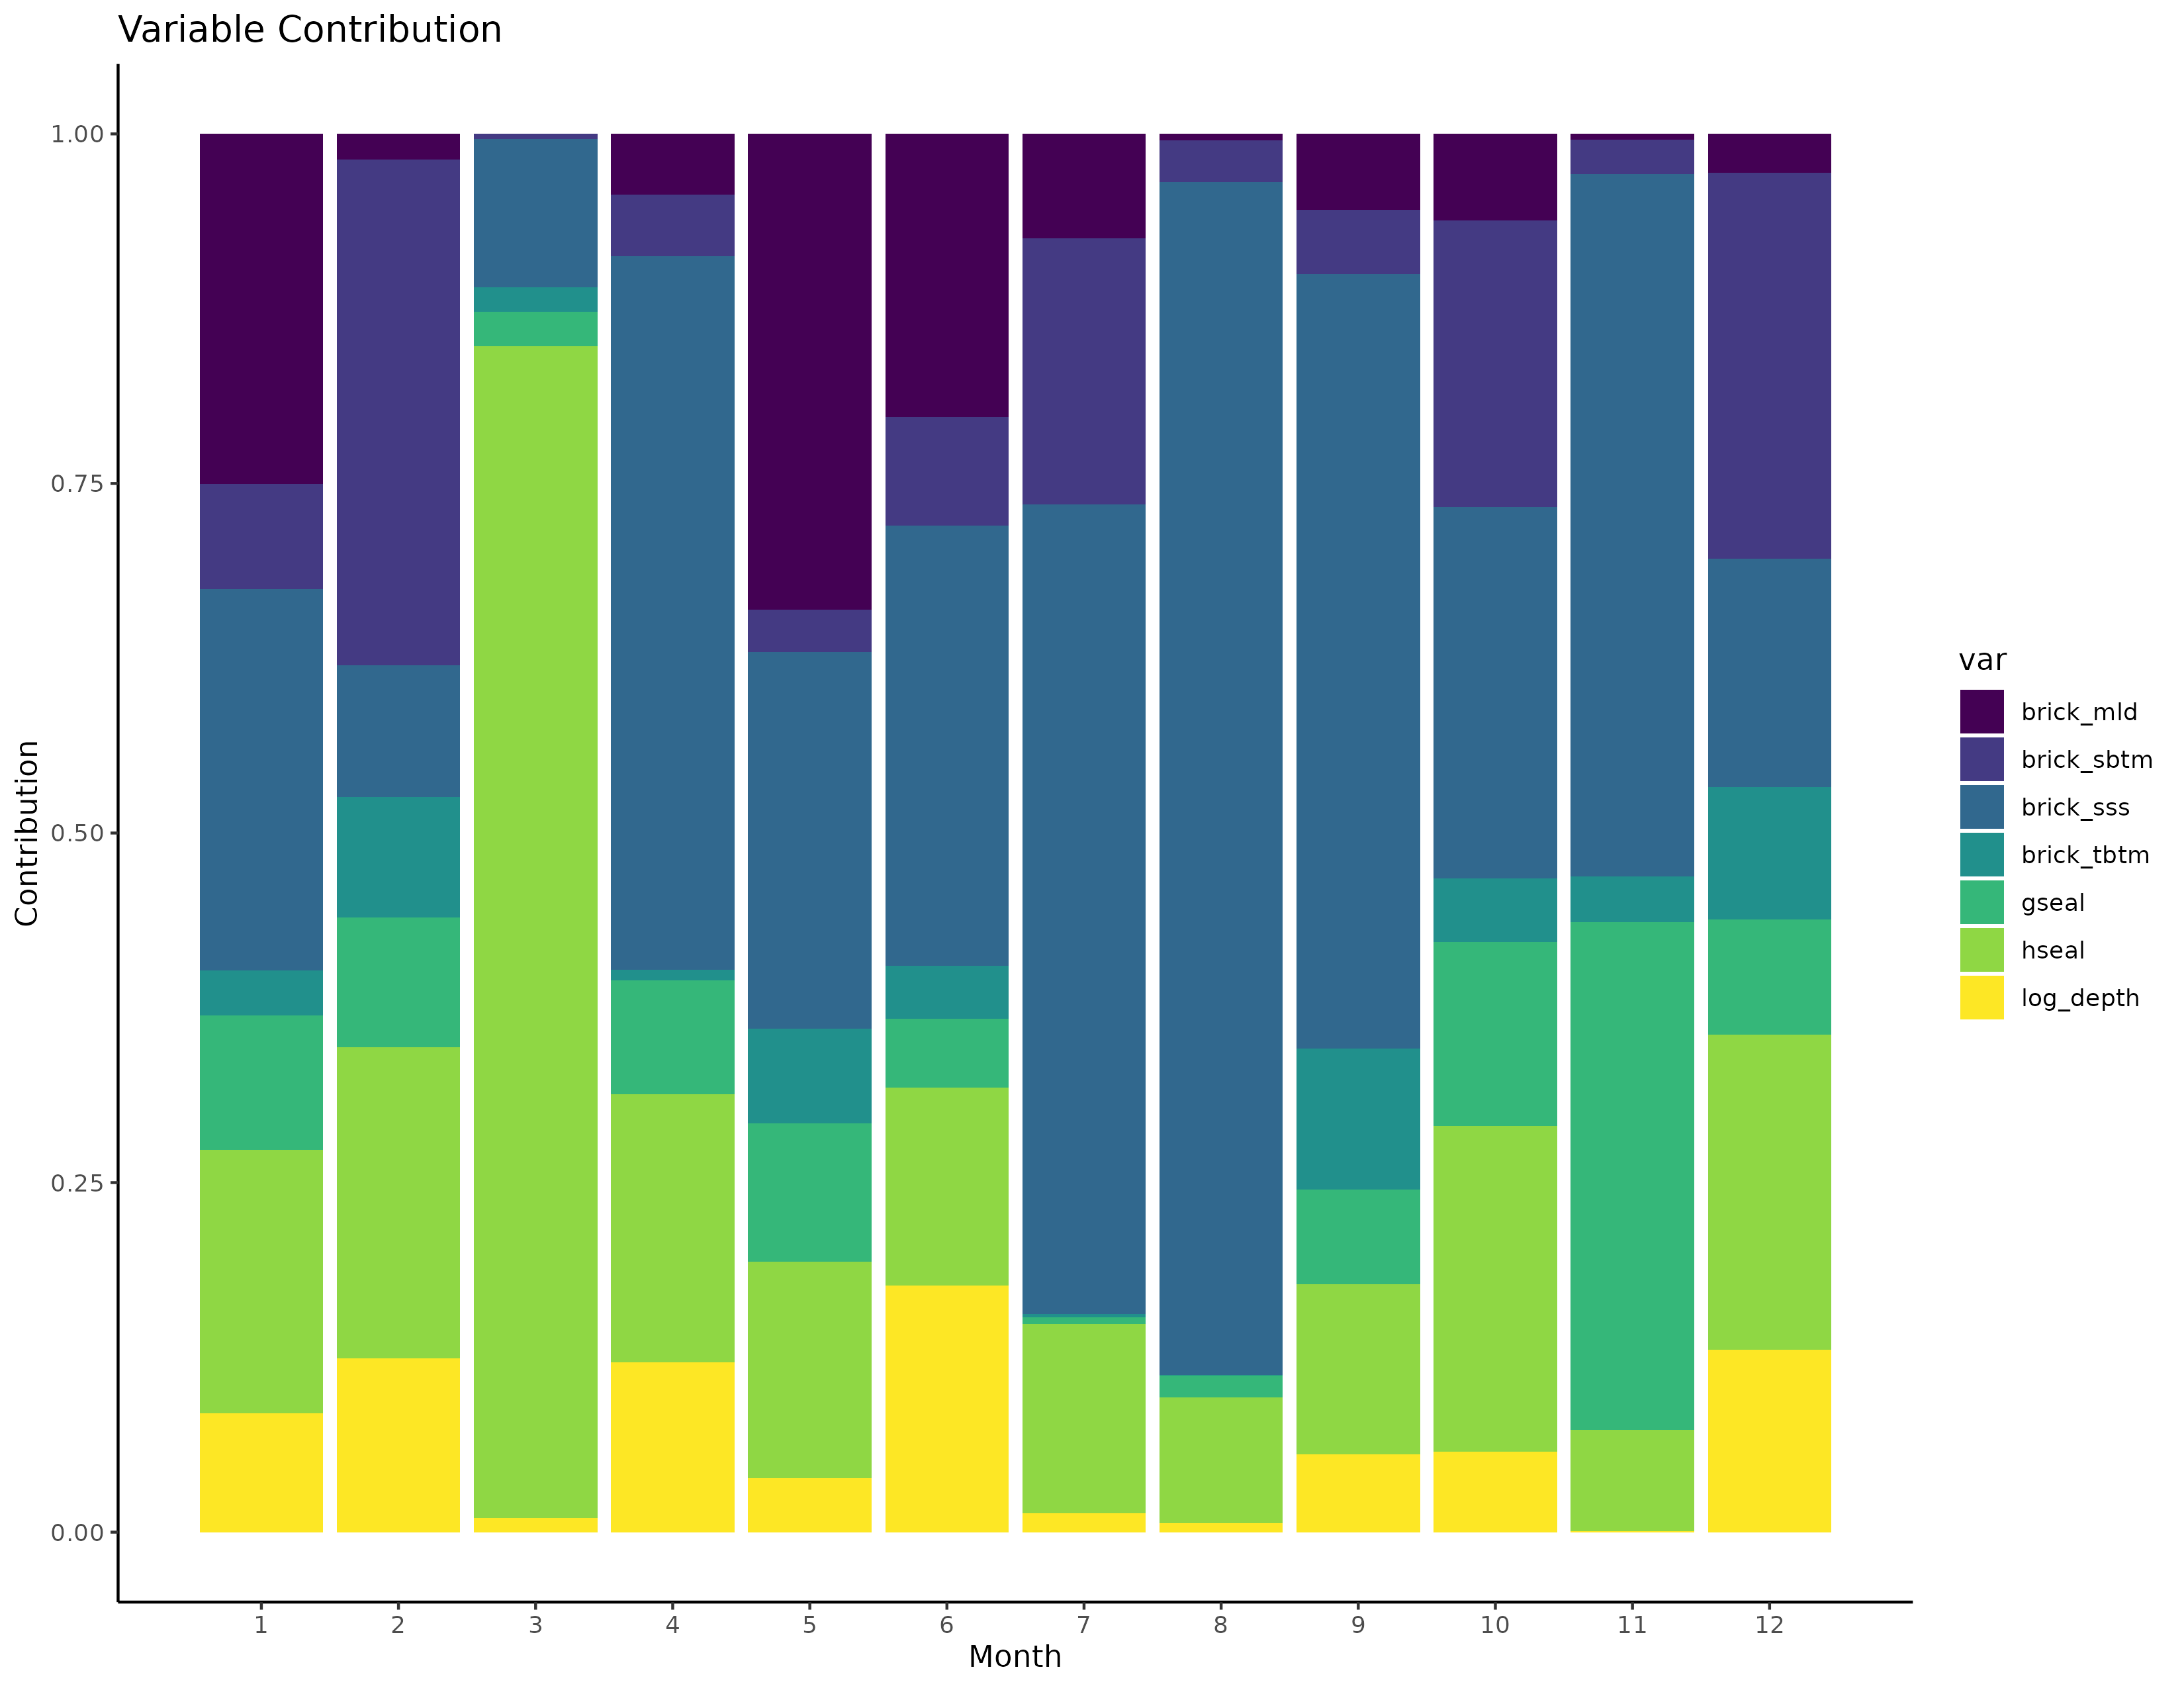 Variable Contribution
Contribution
1.00
0.75
0.50
0.25
0.00
1 2 3 4 5 6 7 8 9 10 11 12
Month
var
brick_mld
brick_sbtm
brick_sss
brick_tbtm
gseal
hseal
log_depth